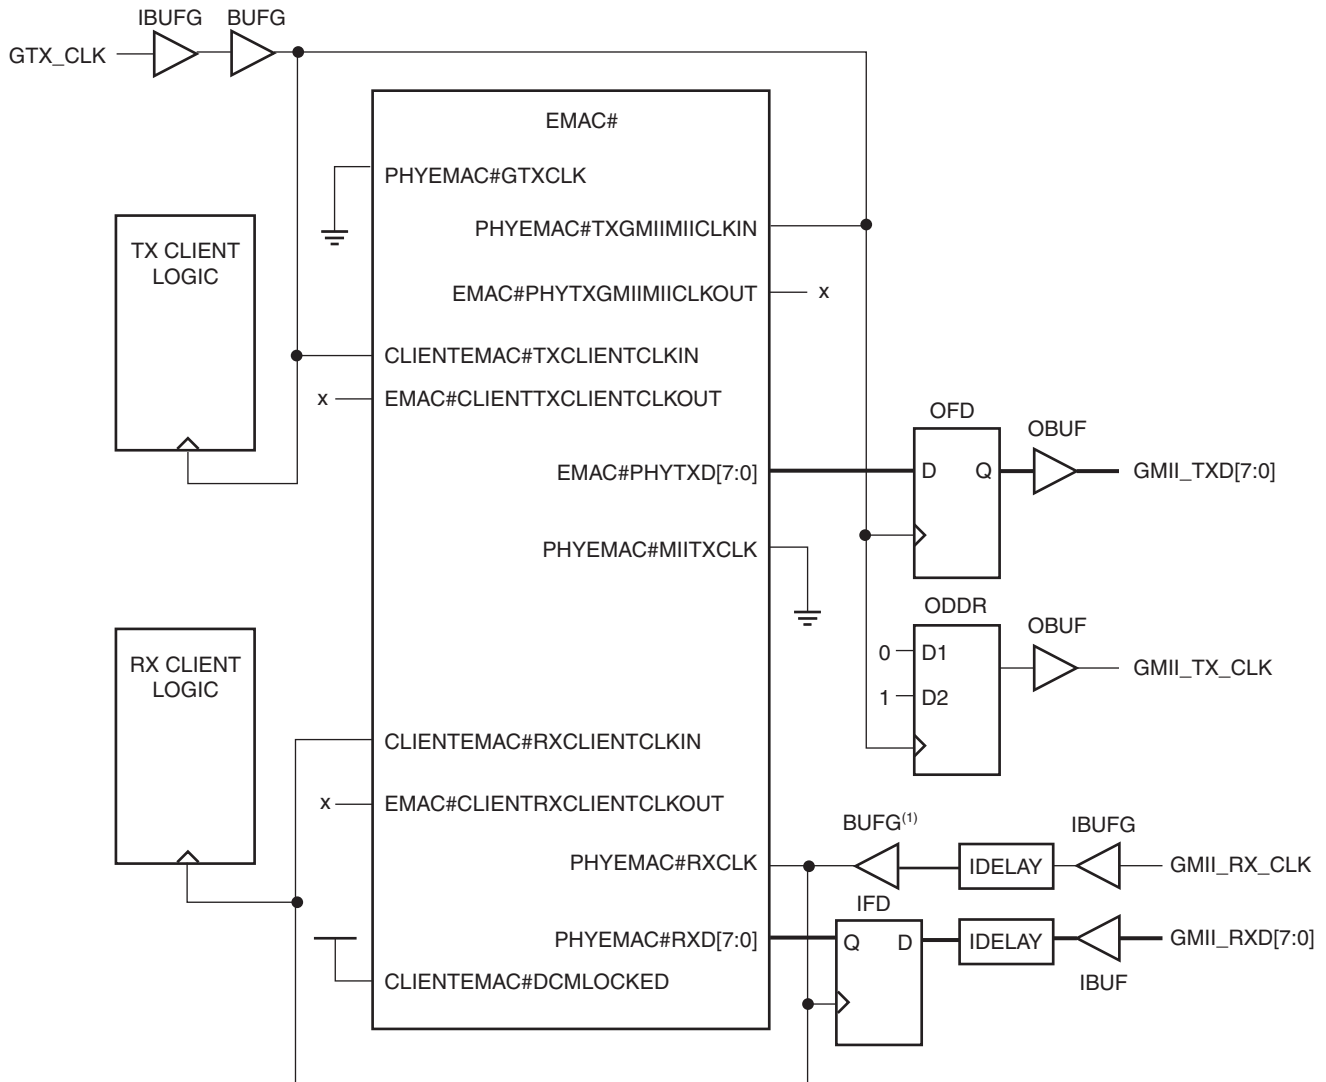 IBUFG
BUFG
GTX_CLK
EMAC#
PHYEMAC#GTXCLK
PHYEMAC#TXGMIIMIICLKIN
TX CLIENT
LOGIC
EMAC#PHYTXGMIIMIICLKOUT
x
CLIENTEMAC#TXCLIENTCLKIN
x
EMAC#CLIENTTXCLIENTCLKOUT
OFD
OBUF
EMAC#PHYTXD[7:0]
D
Q
GMII_TXD[7:0]
PHYEMAC#MIITXCLK
ODDR
OBUF
RX CLIENT
LOGIC
0
D1
GMII_TX_CLK
1
D2
CLIENTEMAC#RXCLIENTCLKIN
x
EMAC#CLIENTRXCLIENTCLKOUT
BUFG(1)
IBUFG
PHYEMAC#RXCLK
IDELAY
GMII_RX_CLK
IFD
PHYEMAC#RXD[7:0]
Q
D
IDELAY
GMII_RXD[7:0]
IBUF
CLIENTEMAC#DCMLOCKED